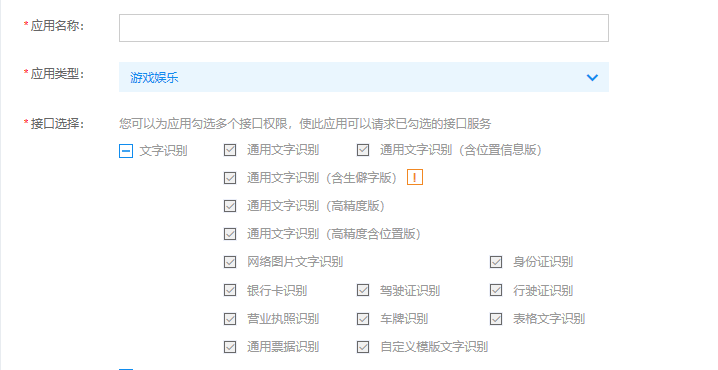 *应用名称：
*应用类型： 游戏娱乐
*接口选择： 您可以为应用勾选多个接口权限，使此应用可以请求已勾选的接口服务
文字识别 通用文字识别 通用文字识别（含位置信息版）
通用文字识别（含生僻字版） !
通用文字识别（高精度版）
通用文字识别（高精度含位置版）
网络图片文字识别 身份证识别
银行卡识别 驾驶证识别 行驶证识别
营业执照识别 车牌识别 表格文字识别
通用票据识别 自定义模版文字识别